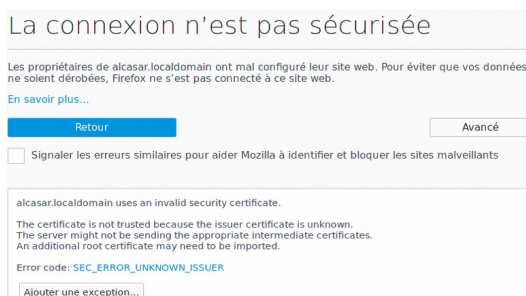 La connexion n’est pas sécurisée
Les propriétaires de alcasar.localdomain ont mal configuré leur site web. Pour éviter que vos données
ne soient dérobées, Firefox ne s’est pas connecté à ce site web.
En savoir plus…
Retour
Avancé
Signaler les erreurs similaires pour aider Mozilla à identifier et bloquer les sites malveillants
alcasar.localdomain uses an invalid security certificate.
The certificate is not trusted because the issuer certificate is unknown.
The server might not be sending the appropriate intermediate certificates.
An additional root certificate may need to be imported.
Error code: SEC_ERROR_UNKNOWN_ISSUER
Ajouter une exception…